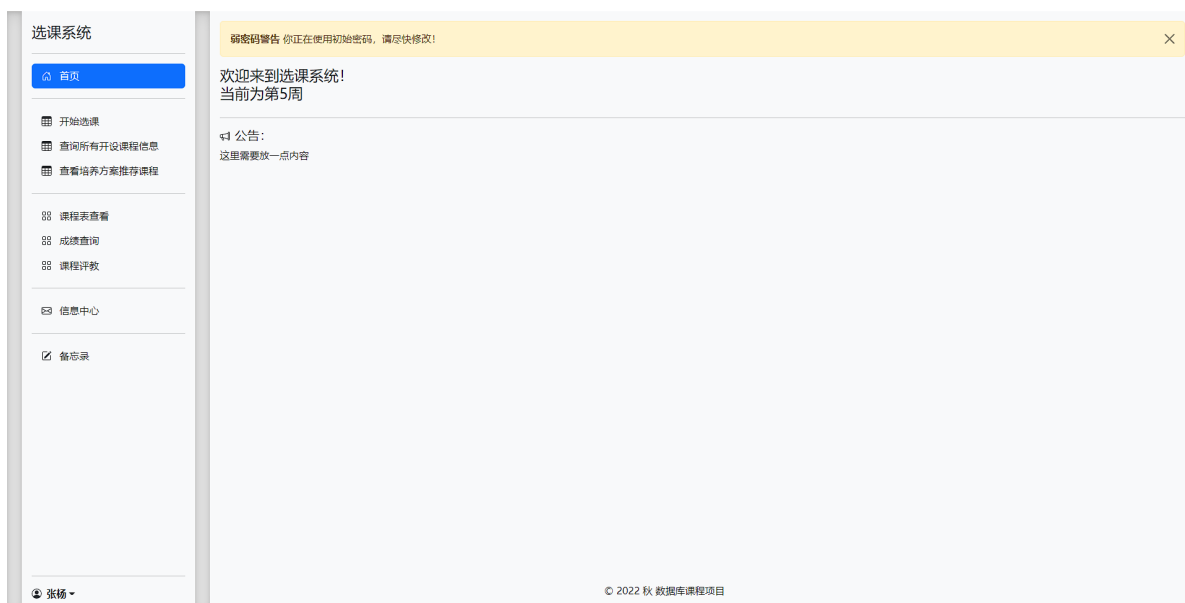 选课系统
首页
开始选课
查询所有开设课程信息
查看培养方案推荐课程
课程表查看
成绩查询
课程评教
信息中心
备忘录
张杨
弱密码警告 你正在使用初始密码，请尽快修改！
欢迎来到选课系统！
当前为第5周
公告：
这里需要放一点内容
© 2022 秋 数据库课程项目